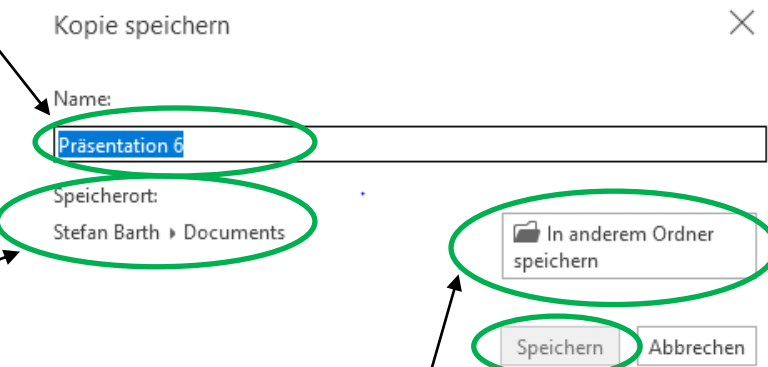 Kopie speichern
Name:
Präsentation 6
Speicherort:
Stefan Barth ▸ Documents
In anderem Ordner
speichern
Speichern
Abbrechen